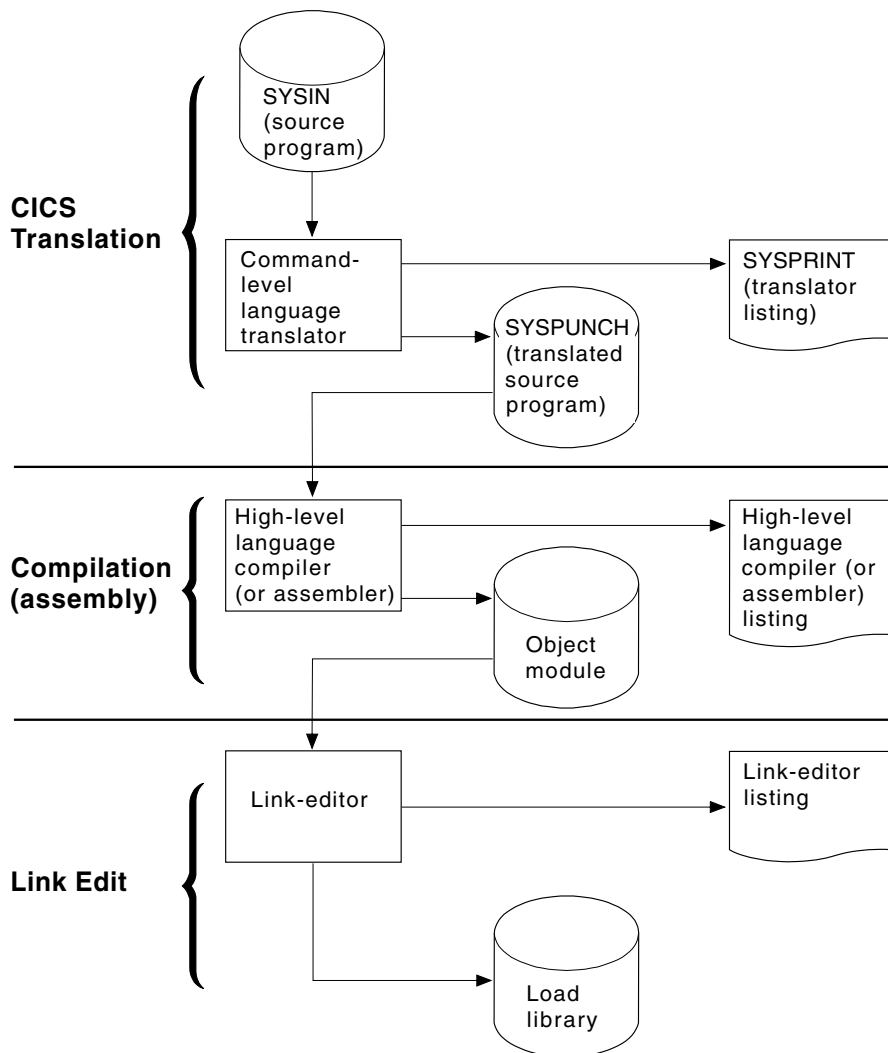 SYSIN
(source
program)
CICS
Translation
Command-
level
language
translator
SYSPRINT
(translator
listing)
SYSPUNCH
(translated
source
program)
High-level
language
compiler
(or assembler)
High-level
language
compiler (or
assembler)
listing
Compilation
(assembly)
Object
module
Link-editor
Link-editor
listing
Link Edit
Load
library